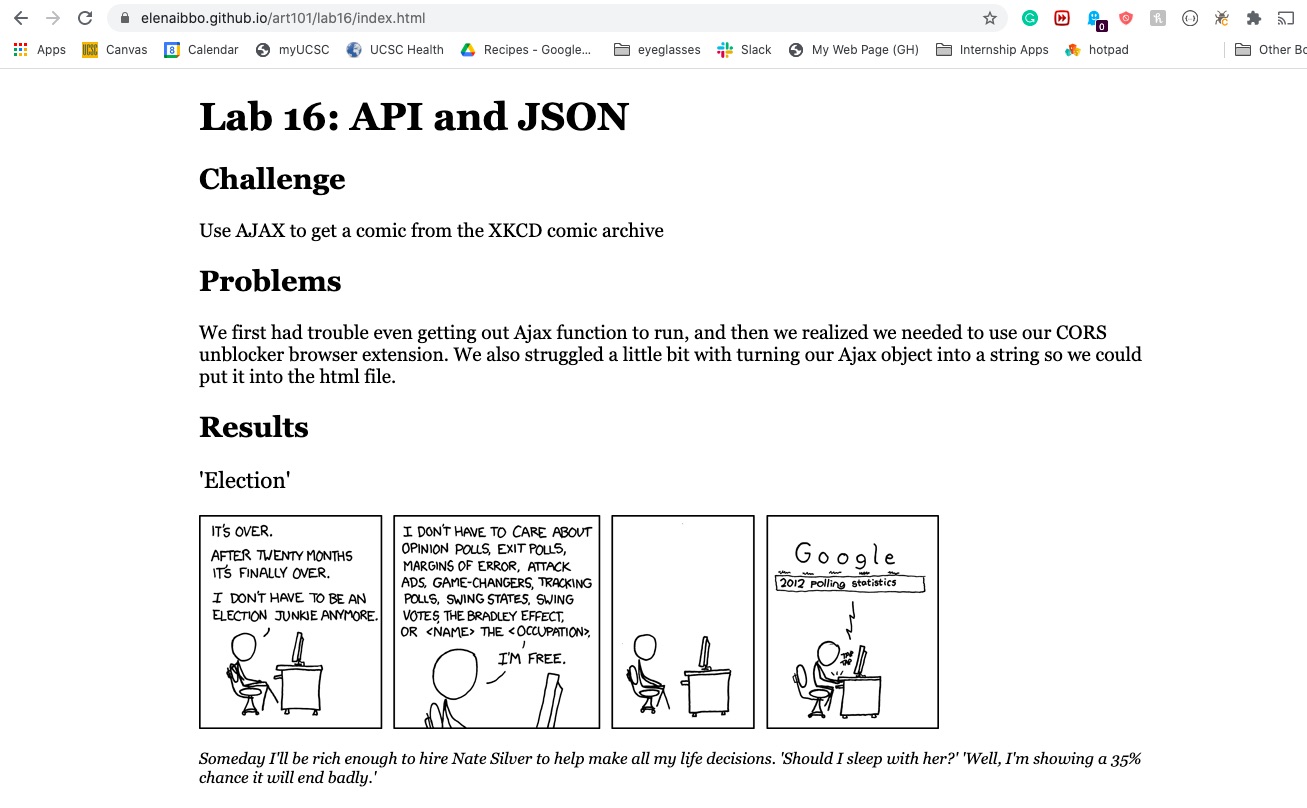 elenaibbo.github.io/art101/lab16/index.html
0
Apps UCSC Canvas 8 Calendar myUCSC UCSC Health Recipes - Google... eyeglasses Slack My Web Page (GH) Internship Apps hotpad Other Bo
Lab 16: API and JSON
Challenge
Use AJAX to get a comic from the XKCD comic archive
Problems
We first had trouble even getting out Ajax function to run, and then we realized we needed to use our CORS
unblocker browser extension. We also struggled a little bit with turning our Ajax object into a string so we could
put it into the html file.
Results
'Election'
IT'S OVER.
AFTER TWENTY MONTHS
IT'S FINALLY OVER.
I DON'T HAVE TO BE AN
ELECTION JUNKIE ANYMORE.
I DON'T HAVE TO CARE ABOUT
OPINION POLLS, EXIT POLLS,
MARGINS OF ERROR, ATTACK
ADS, GAME-CHANGERS, TRACKING
POLLS, SWING STATES, SWING
VOTES, THE BRADLEY EFFECT,
OR <NAME> THE <OCCUPATION>.
I'M FREE.
Google
2012 polling statistics
TAP
TAP
Someday I'll be rich enough to hire Nate Silver to help make all my life decisions. 'Should I sleep with her?' 'Well, I'm showing a 35%
chance it will end badly.'